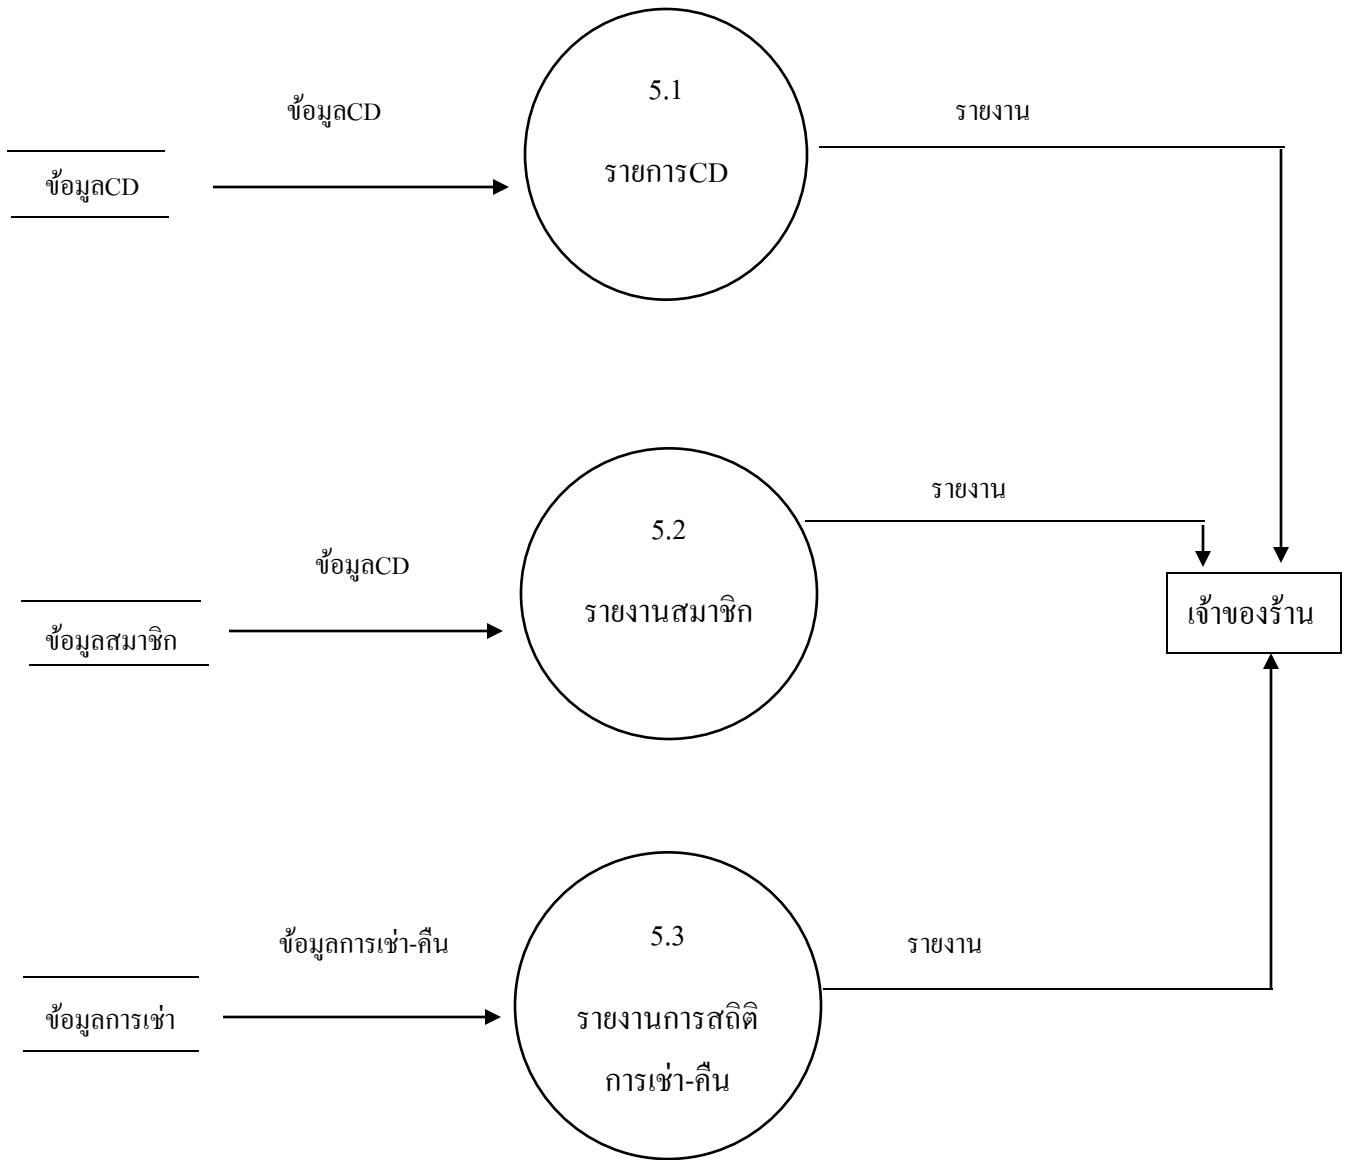 5.1
ข้อมูลCD
รายงาน
รายการCD
ข้อมูลCD
รายงาน
5.2
ข้อมูลCD
รายงานสมาชิก
เจ้าของร้าน
ข้อมูลสมาชิก
5.3
ข้อมูลการเช่า-คืน
รายงาน
ข้อมูลการเช่า
รายงานการสถิติ
การเช่า-คืน